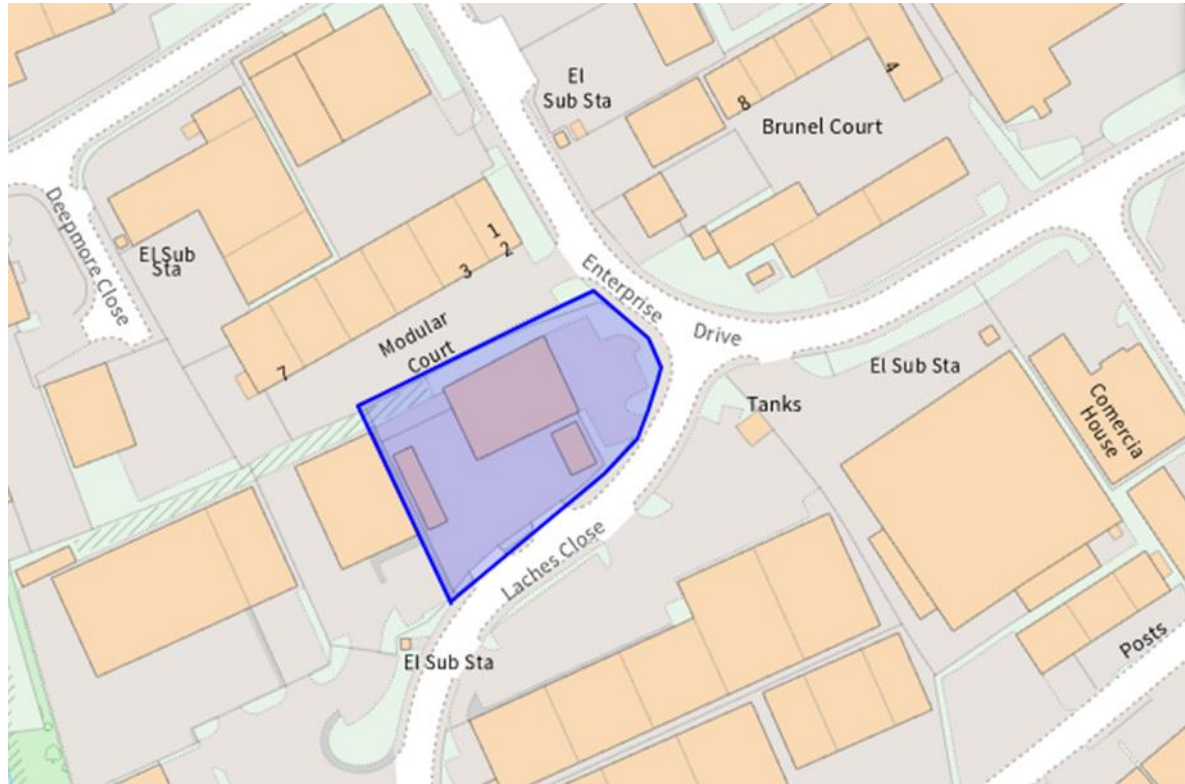 El
Sub Sta
4
8
Brunel Court
Deepmore Close
El Sub
Sta
1
2
3
Enterprise
Drive
Modular
Court
7
El Sub Sta
Tanks
Comercia
House
Laches Close
El Sub Sta
Posts